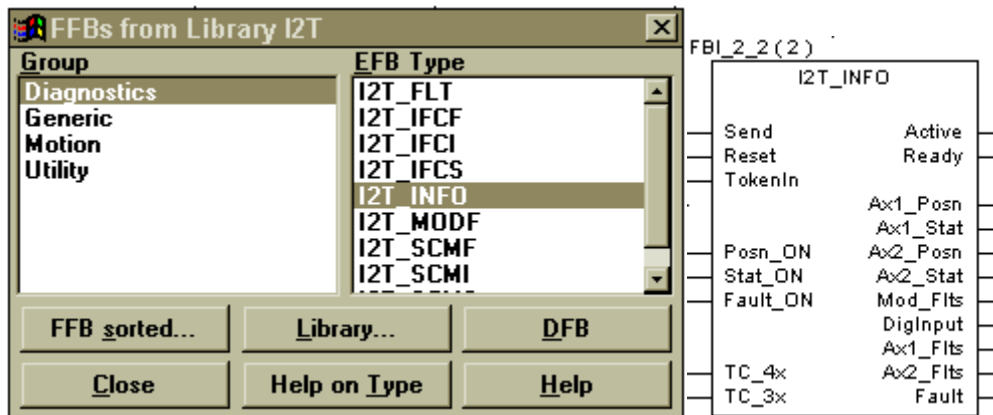 FFBs from Library I2T
Group
EFB Type
Diagnostics
Generic
Motion
Utility
I2T_FLT
I2T_IFCF
I2T_IFCI
I2T_IFCS
I2T_INFO
I2T_MODF
I2T_SCMF
I2T_SCMI
FFB sorted...
Library...
DFB
Close
Help on Type
Help
FBI_2_2(2)
I2T_INFO
Send Active
Reset Ready
TokenIn
Ax1_Posn
Ax1_Stat
Posn_ON Ax2_Posn
Stat_ON Ax2_Stat
Fault_ON Mod_Flts
DigInput
Ax1_Flts
TC_4x Ax2_Flts
TC_3x Fault